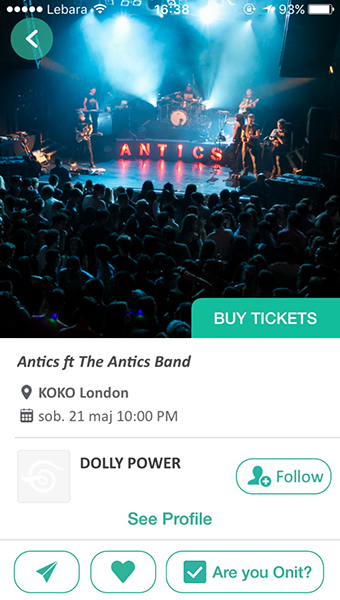 Lebara 16:38 93%
ANTICS
BUY TICKETS
Antics ft The Antics Band
KOKO London
sob. 21 maj 10:00 PM
DOLLY POWER
Follow
See Profile
Are you Onit?